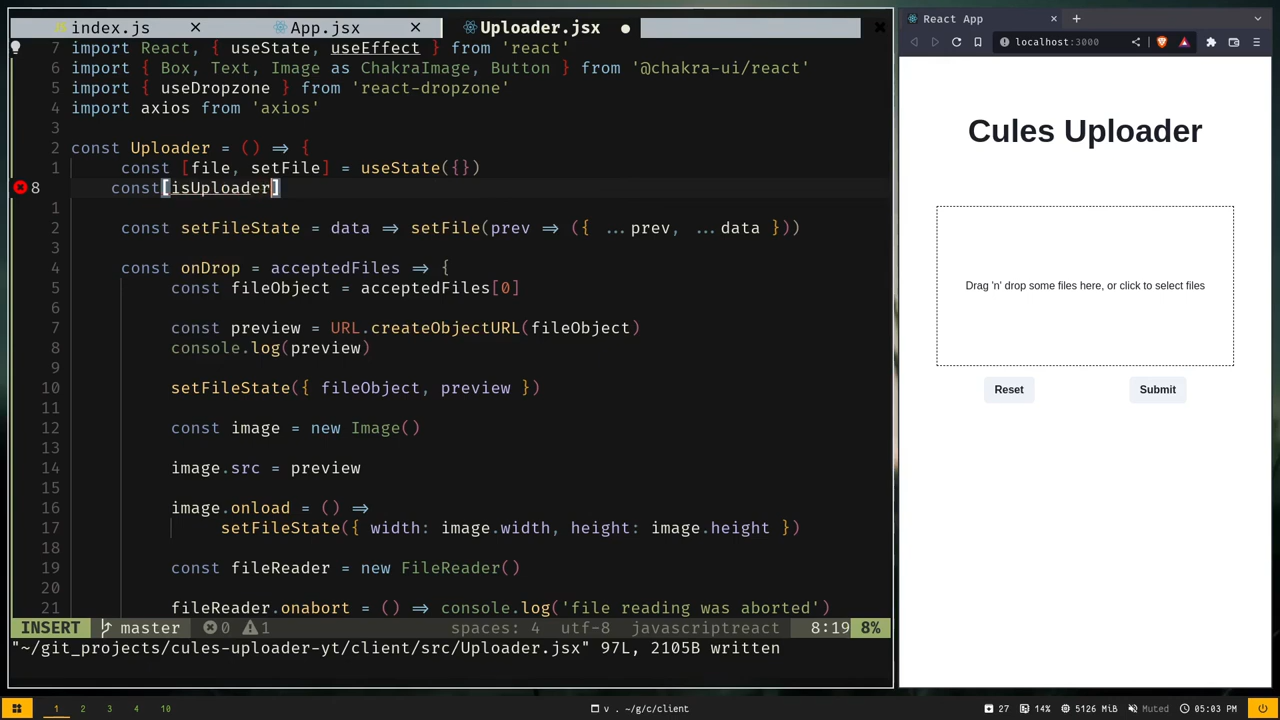 index.js
App.jsx
Uploader.jsx
React App
localhost:3000
7 import React, { useState, useEffect } from 'react'
6 import { Box, Text, Image as ChakraImage, Button } from '@chakra-ui/react'
5 import { useDropzone } from 'react-dropzone'
4 import axios from 'axios'
3
2 const Uploader = () => {
1 const [file, setFile] = useState({})
8 const[isUploader]
1
2 const setFileState = data => setFile(prev => ({ ...prev, ...data }))
3
4 const onDrop = acceptedFiles => {
5 const fileObject = acceptedFiles[0]
6
7 const preview = URL.createObjectURL(fileObject)
8 console.log(preview)
9
10 setFileState({ fileObject, preview })
11
12 const image = new Image()
13
14 image.src = preview
15
16 image.onload = () =>
17 setFileState({ width: image.width, height: image.height })
18
19 const fileReader = new FileReader()
20
21 fileReader.onabort = () => console.log('file reading was aborted')
INSERT master 0 1 spaces: 4 utf-8 javascriptreact 8:19 8%
"~/git_projects/cules-uploader-yt/client/src/Uploader.jsx" 97L, 2105B written
Cules Uploader
Drag 'n' drop some files here, or click to select files
Reset
Submit
1 2 3 4 10 v . ~/g/c/client 27 14% 5126 MiB Muted 05:03 PM